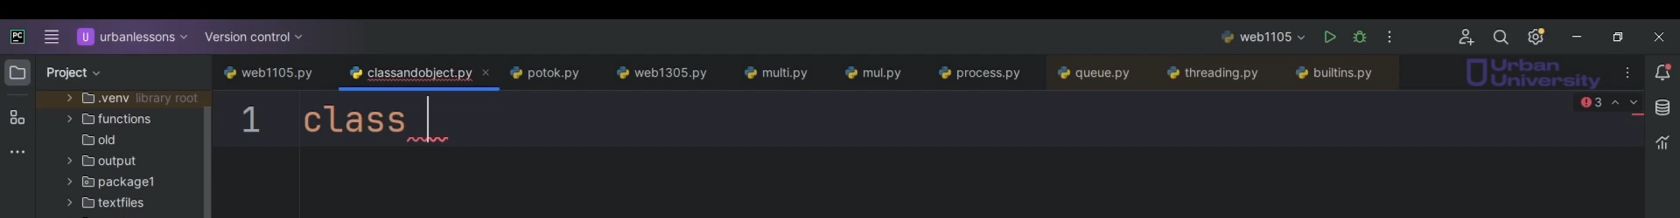 PC U urbanlessons Version control web1105
Project web1105.py classandobject.py potok.py web1305.py multi.py mul.py process.py queue.py threading.py builtins.py Urban University
.venv library root
1 class 3
functions
old
output
package1
textfiles